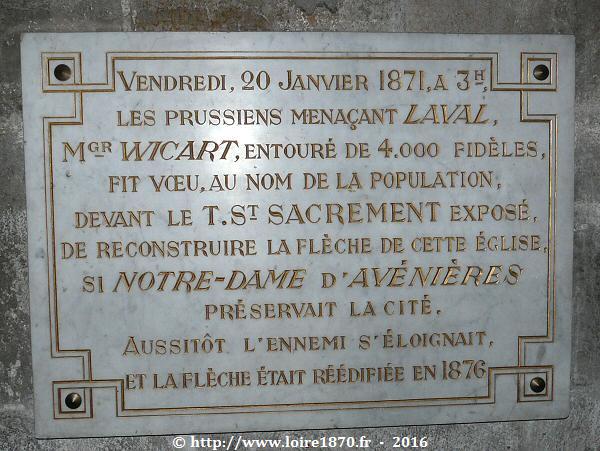 VENDREDI, 20 JANVIER 1871, A 3H,
LES PRUSSIENS MENAÇANT LAVAL,
MGR WICART, ENTOURÉ DE 4.000 FIDÈLES,
FIT VŒU, AU NOM DE LA POPULATION,
DEVANT LE T. ST SACREMENT EXPOSÉ,
DE RECONSTRUIRE LA FLÈCHE DE CETTE ÉGLISE,
SI NOTRE-DAME D'AVÉNIÈRES
PRÉSERVAIT LA CITÉ.
AUSSITÔT L'ENNEMI S'ÉLOIGNAIT,
ET LA FLÈCHE ÉTAIT RÉÉDIFIÉE EN 1876
© http://www.loire1870.fr - 2016